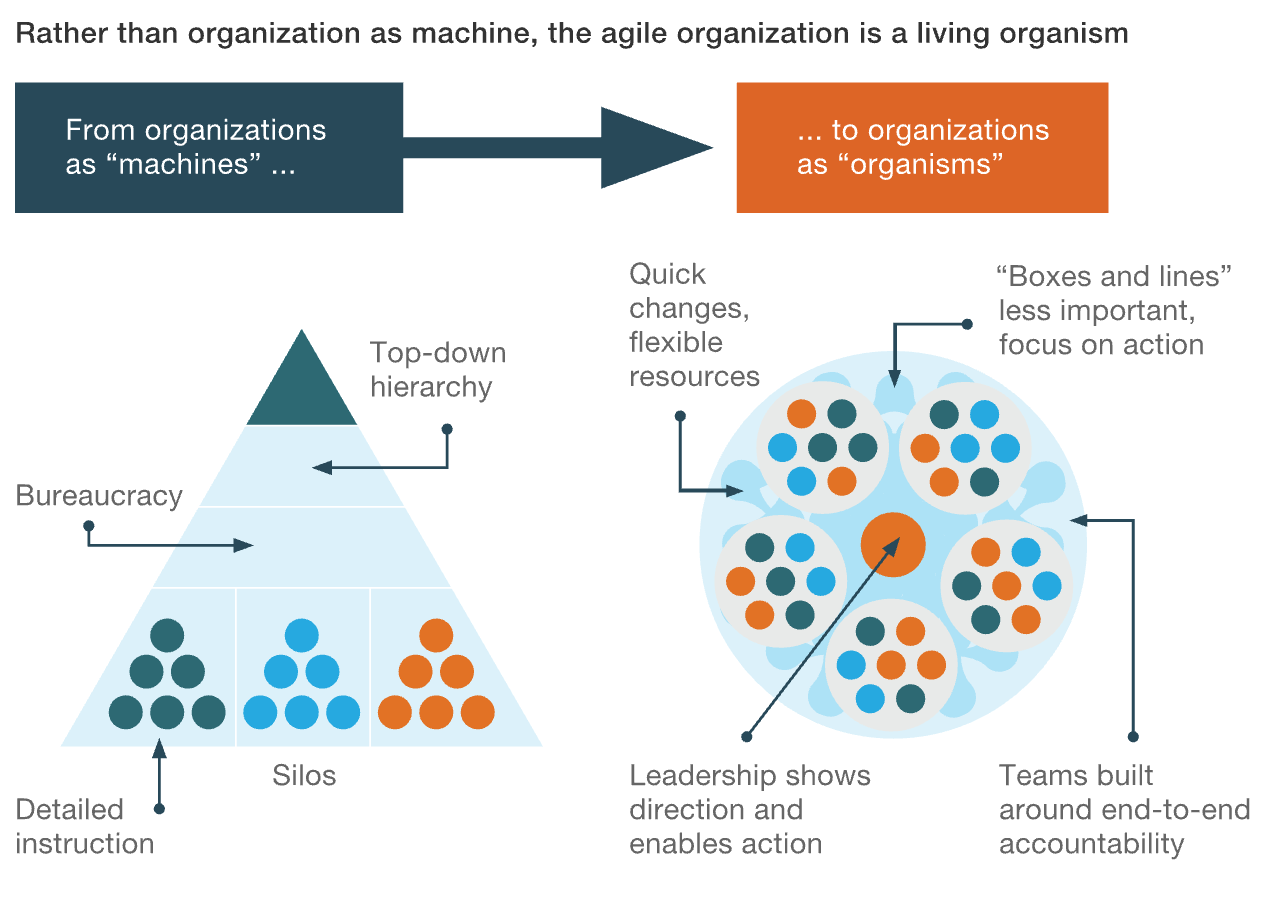 Rather than organization as machine, the agile organization is a living organism
From organizations
as “machines” ...
... to organizations
as “organisms”
Top-down
hierarchy
Bureaucracy
Silos
Detailed
instruction
Quick
changes,
flexible
resources
“Boxes and lines”
less important,
focus on action
Leadership shows
direction and
enables action
Teams built
around end-to-end
accountability